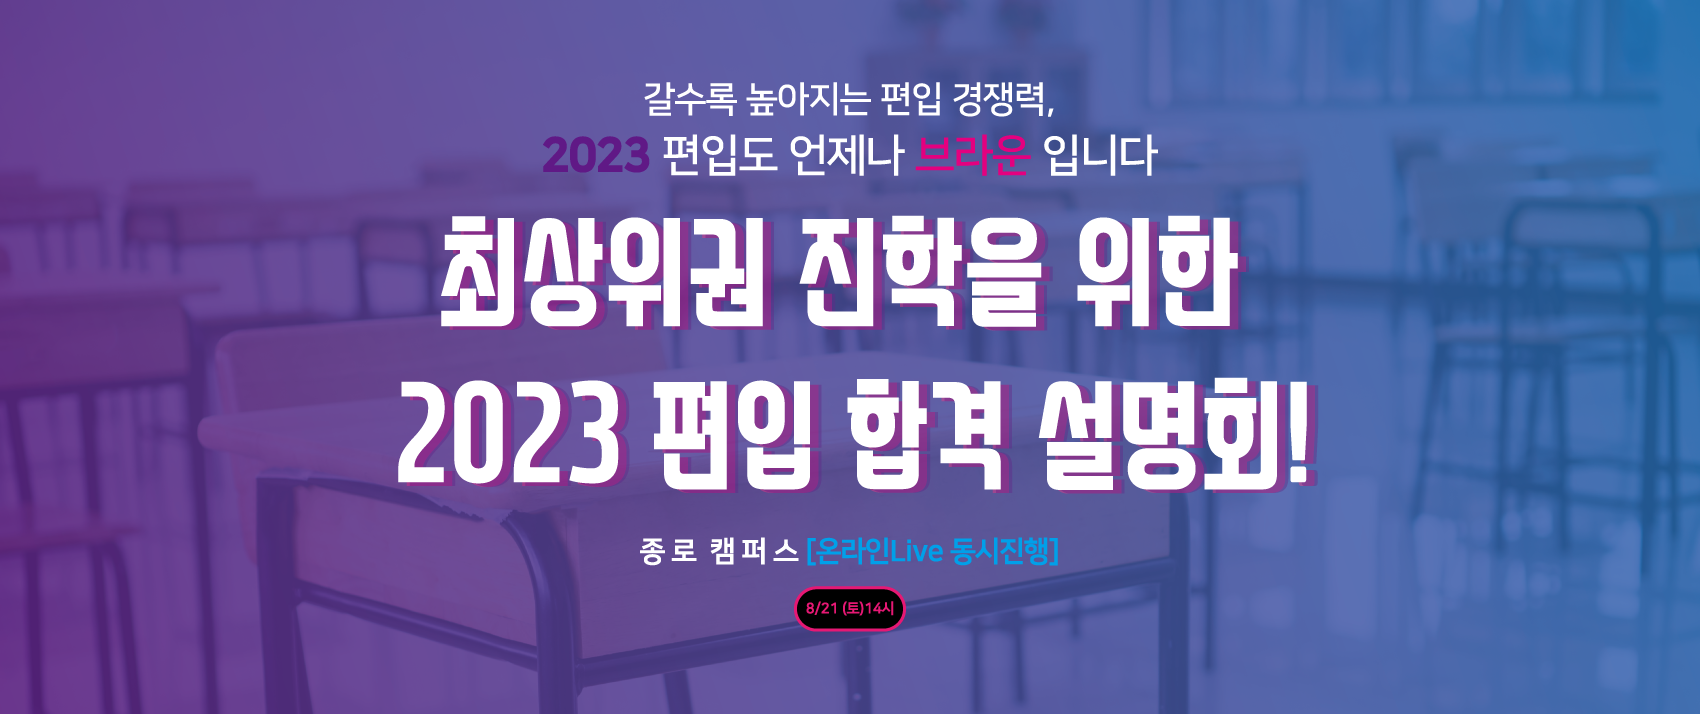 갈수록 높아지는 편입 경쟁력,
2023 편입도 언제나 브라운 입니다
최상위권 진학을 위한
2023 편입 합격 설명회!
종로 캠퍼스 [온라인Live 동시진행]
8/21 (토)14시